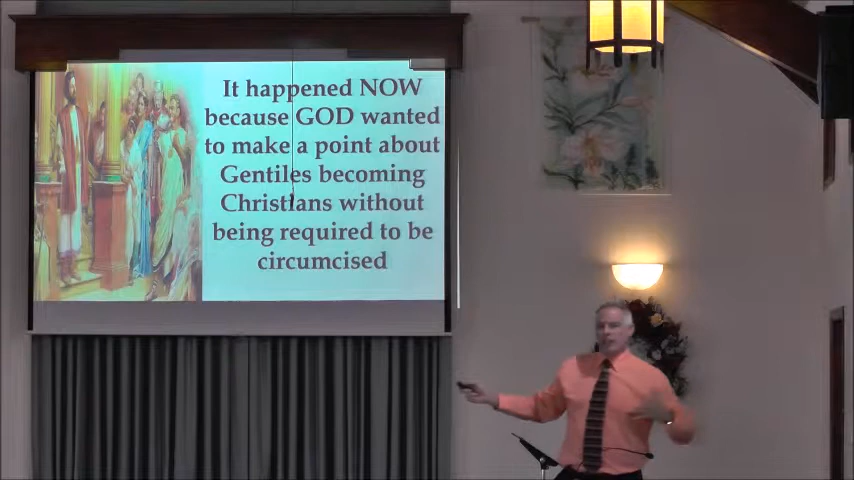 It happened NOW
because GOD wanted
to make a point about
Gentiles becoming
Christians without
being required to be
circumcised